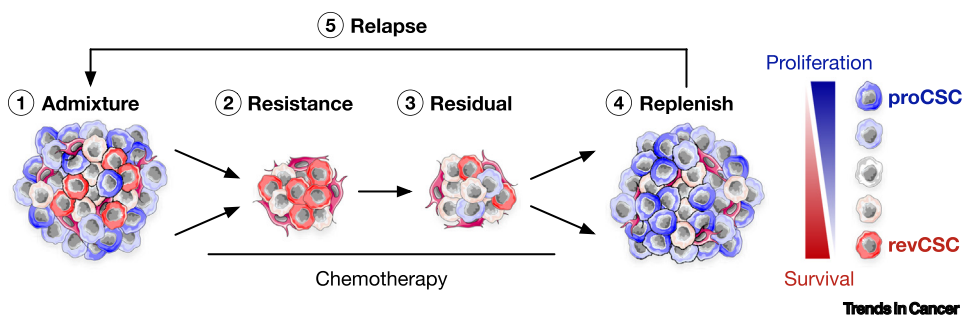 5 Relapse
1 Admixture
2 Resistance
3 Residual
4 Replenish
Chemotherapy
Proliferation
proCSC
revCSC
Survival
Trends in Cancer